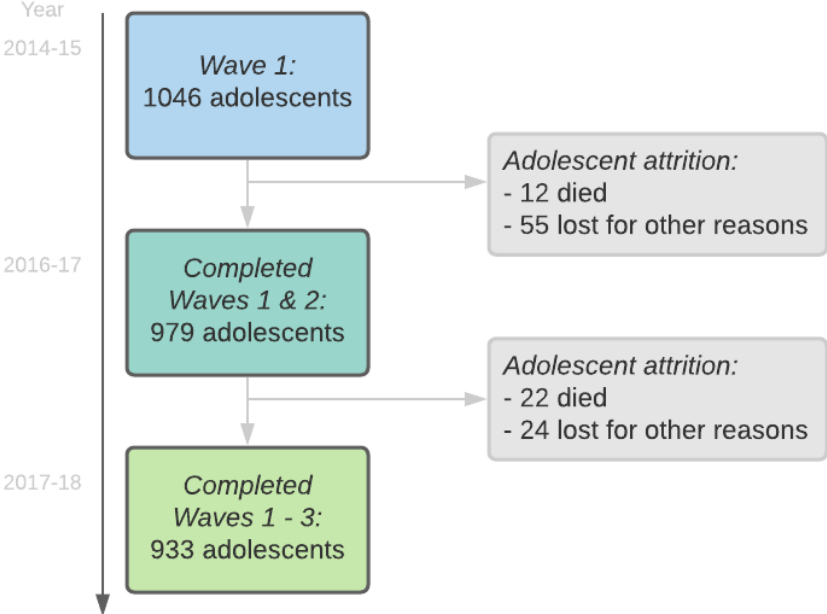 Year
2014-15
Wave 1:
1046 adolescents
Adolescent attrition:
- 12 died
- 55 lost for other reasons
2016-17
Completed
Waves 1 & 2:
979 adolescents
Adolescent attrition:
- 22 died
- 24 lost for other reasons
2017-18
Completed
Waves 1 - 3:
933 adolescents